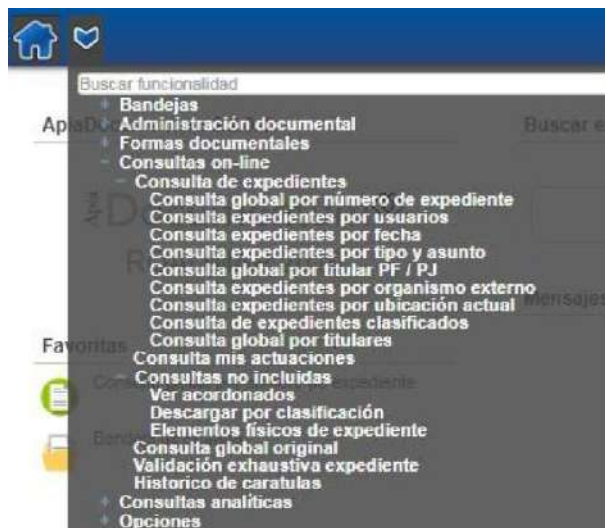 Buscar funcionalidad
Bandejas
Administración documental
Formas documentales
Consultas on-line
Consulta de expedientes
Consulta global por número de expediente
Consulta expedientes por usuarios
Consulta expedientes por fecha
Consulta expedientes por tipo y asunto
Consulta global por titular PF / PJ
Consulta expedientes por organismo externo
Consulta expedientes por ubicación actual
Consulta de expedientes clasificados
Consulta global por titulares
Consulta mis actuaciones
Consultas no incluidas
Ver acordonados
Descargar por clasificación
Elementos físicos de expediente
Consulta global original
Validación exhaustiva expediente
Historico de caratulas
Consultas analíticas
Opciones
Buscar e
Mensajes
Favoritas